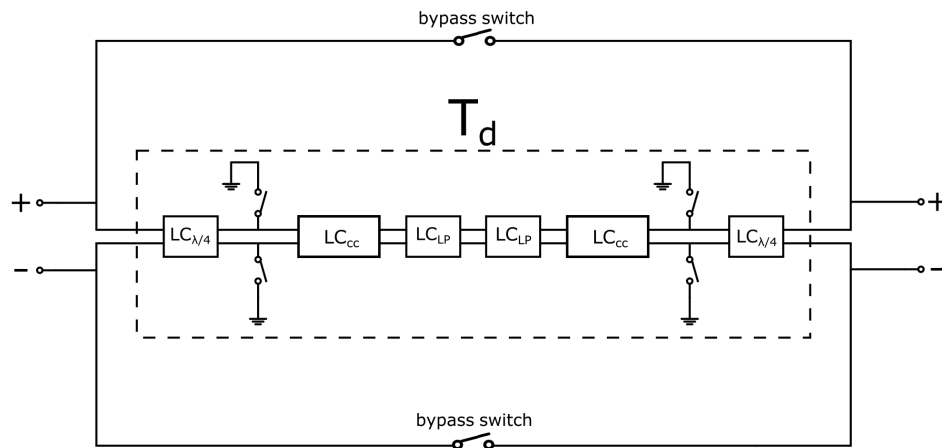 bypass switch
T_d
+ +
LC_λ/4 LC_cc LC_LP LC_LP LC_cc LC_λ/4
- -
bypass switch